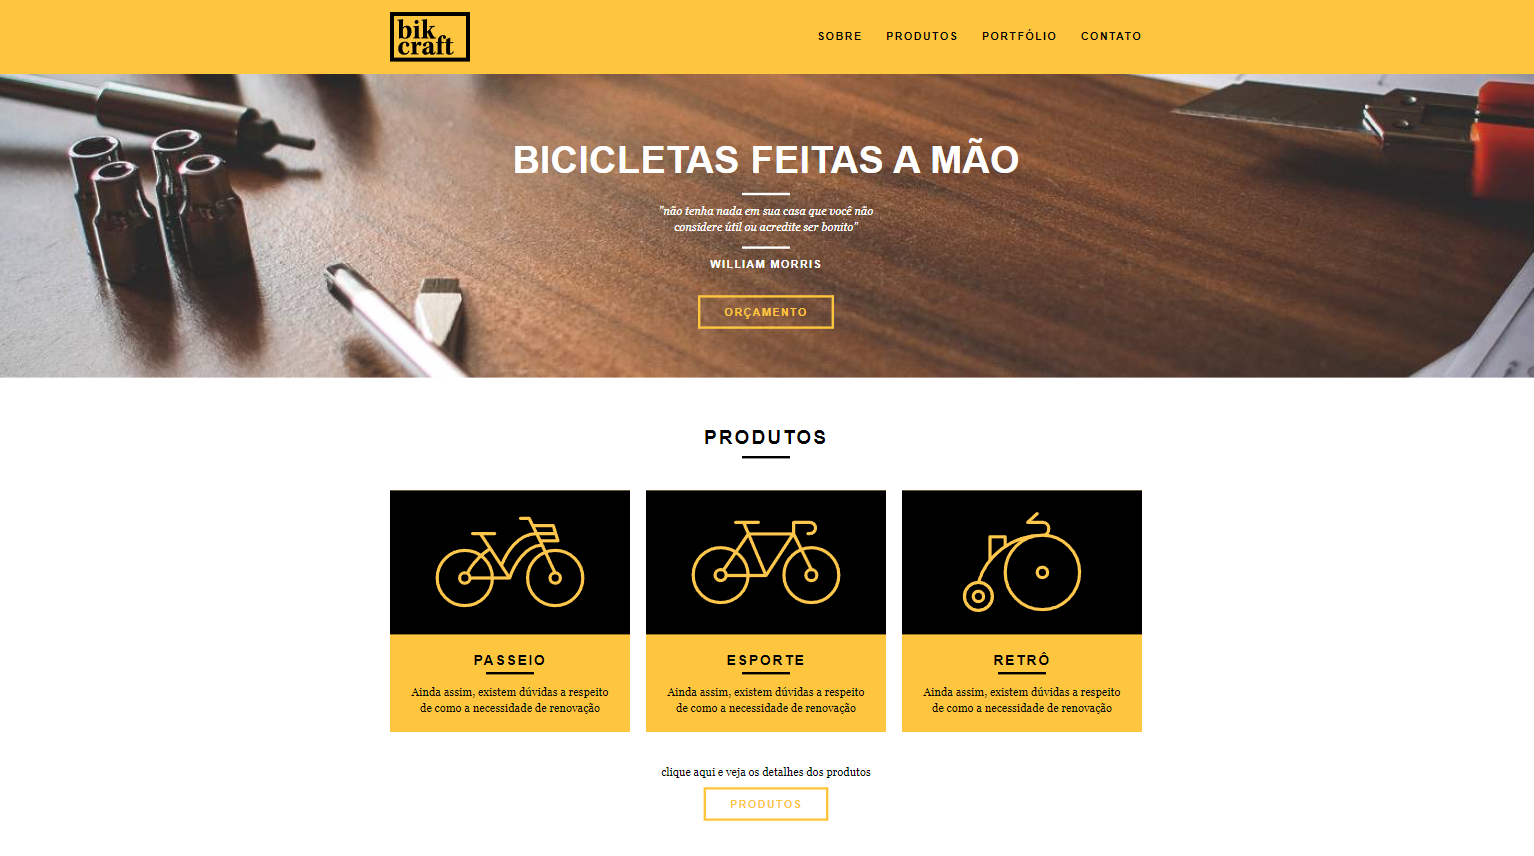 bik
craft
SOBRE PRODUTOS PORTFÓLIO CONTATO
BICICLETAS FEITAS A MÃO
"não tenha nada em sua casa que você não
considere útil ou acredite ser bonito"
WILLIAM MORRIS
ORÇAMENTO
PRODUTOS
PASSEIO
Ainda assim, existem dúvidas a respeito
de como a necessidade de renovação
ESPORTE
Ainda assim, existem dúvidas a respeito
de como a necessidade de renovação
RETRÔ
Ainda assim, existem dúvidas a respeito
de como a necessidade de renovação
clique aqui e veja os detalhes dos produtos
PRODUTOS